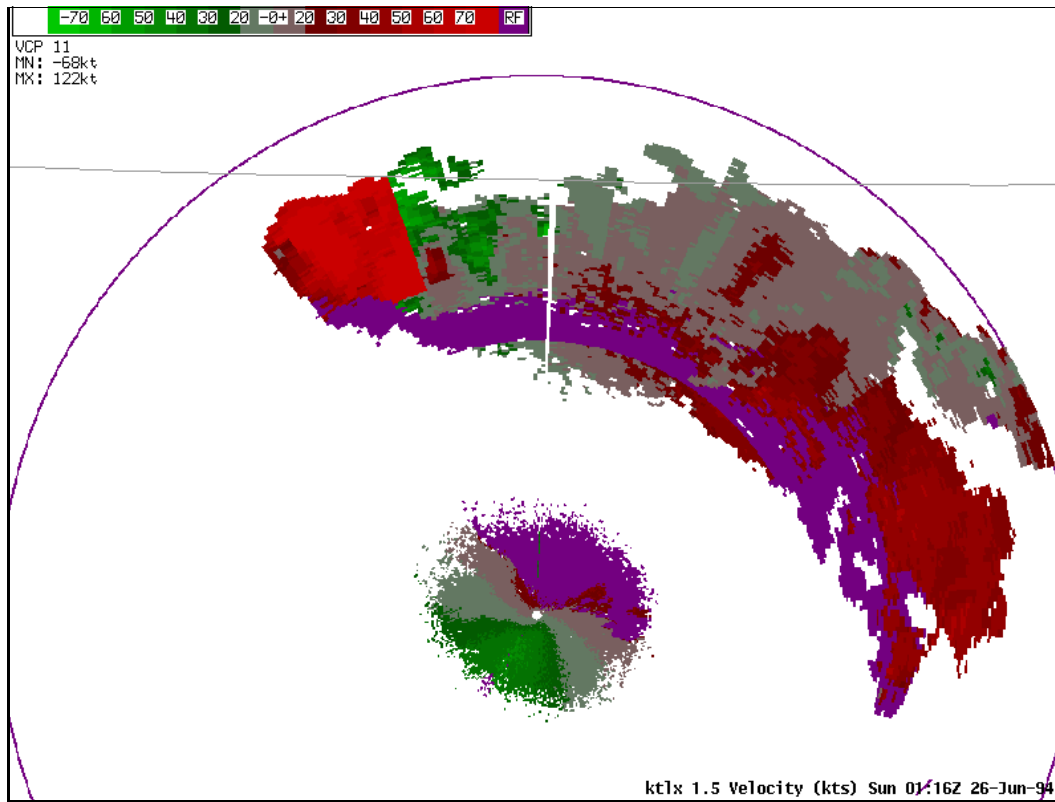 -70 60 50 40 30 20 -0+ 20 30 40 50 60 70 RF
VCP 11
MN: -68kt
MX: 122kt
ktlx 1.5 Velocity (kts) Sun 01:16Z 26-Jun-94